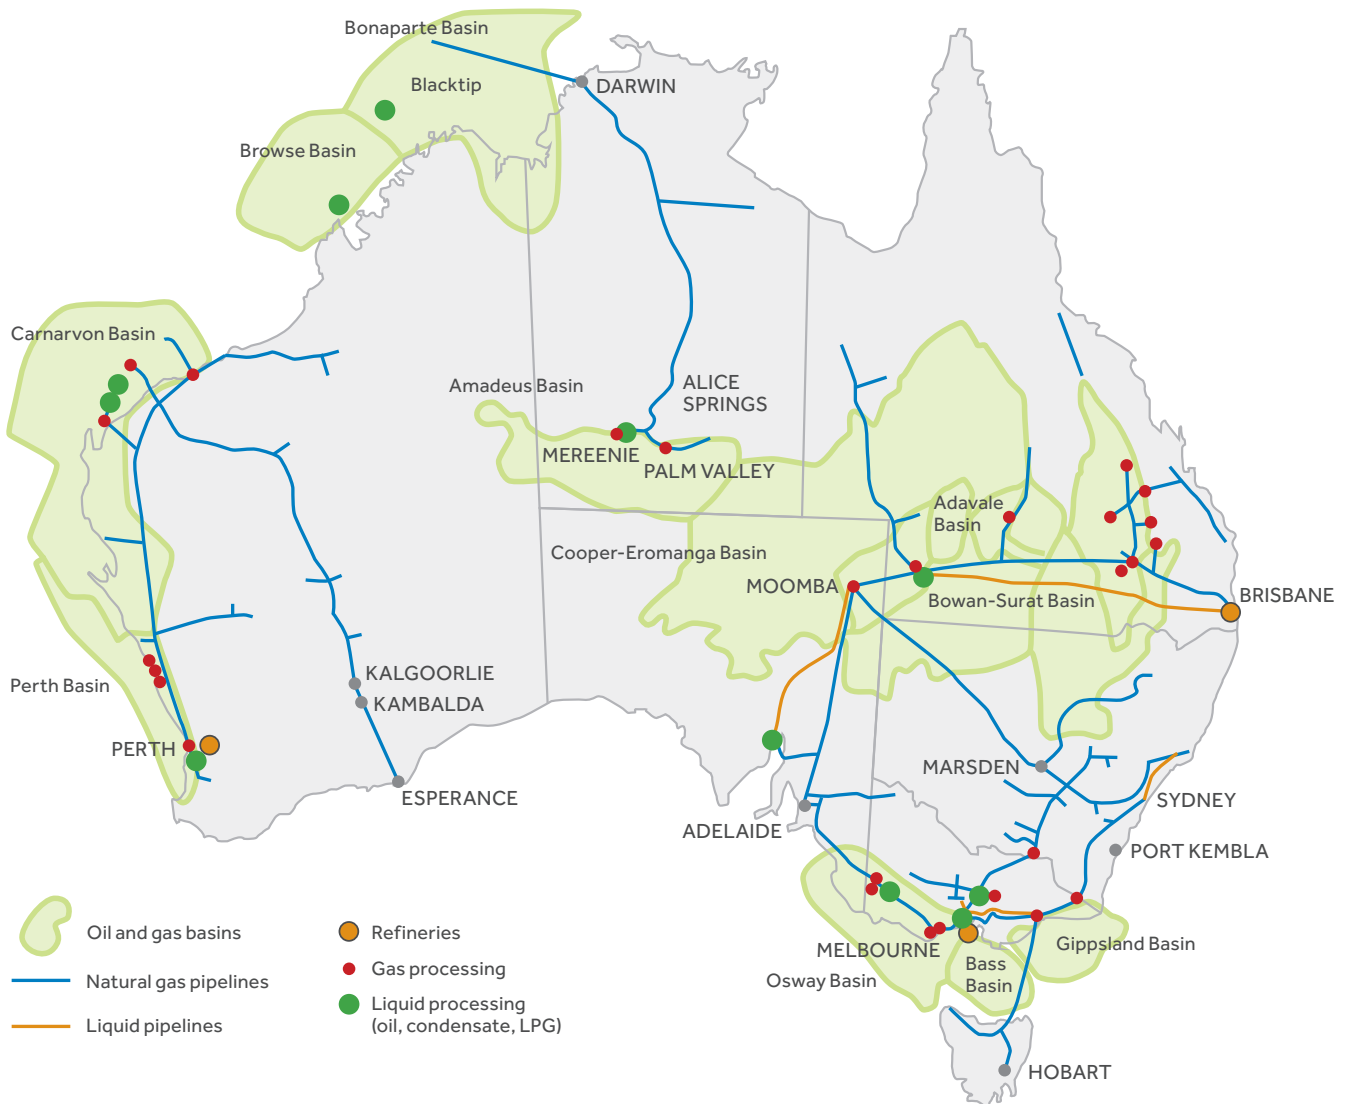 Bonaparte Basin
Blacktip
DARWIN
Browse Basin
Carnarvon Basin
Amadeus Basin
ALICE
SPRINGS
MEREENIE
PALM VALLEY
Adavale
Basin
Cooper-Eromanga Basin
MOOMBA
Bowan-Surat Basin
BRISBANE
KALGOORLIE
KAMBALDA
Perth Basin
PERTH
ESPERANCE
MARSDEN
SYDNEY
ADELAIDE
PORT KEMBLA
MELBOURNE
Gippsland Basin
Osway Basin
Bass
Basin
HOBART
Oil and gas basins
Natural gas pipelines
Liquid pipelines
Refineries
Gas processing
Liquid processing
(oil, condensate, LPG)